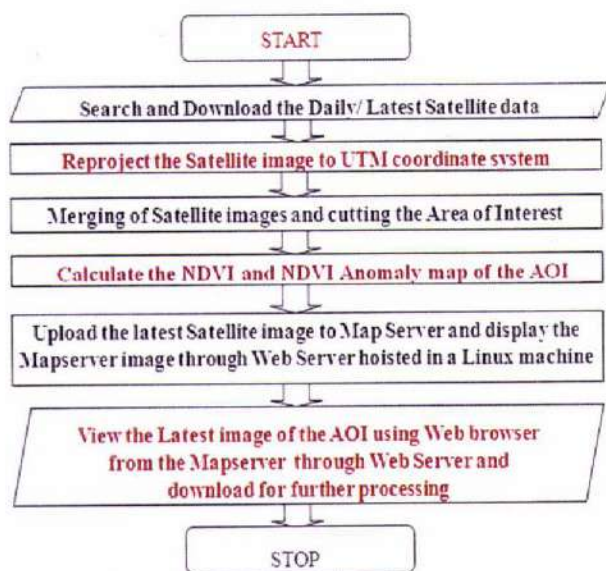 START
Search and Download the Daily/ Latest Satellite data
Reproject the Satellite image to UTM coordinate system
Merging of Satellite images and cutting the Area of Interest
Calculate the NDVI and NDVI Anomaly map of the AOI
Upload the latest Satellite image to Map Server and display the
Mapserver image through Web Server hoisted in a Linux machine
View the Latest image of the AOI using Web browser
from the Mapserver through Web Server and
download for further processing
STOP